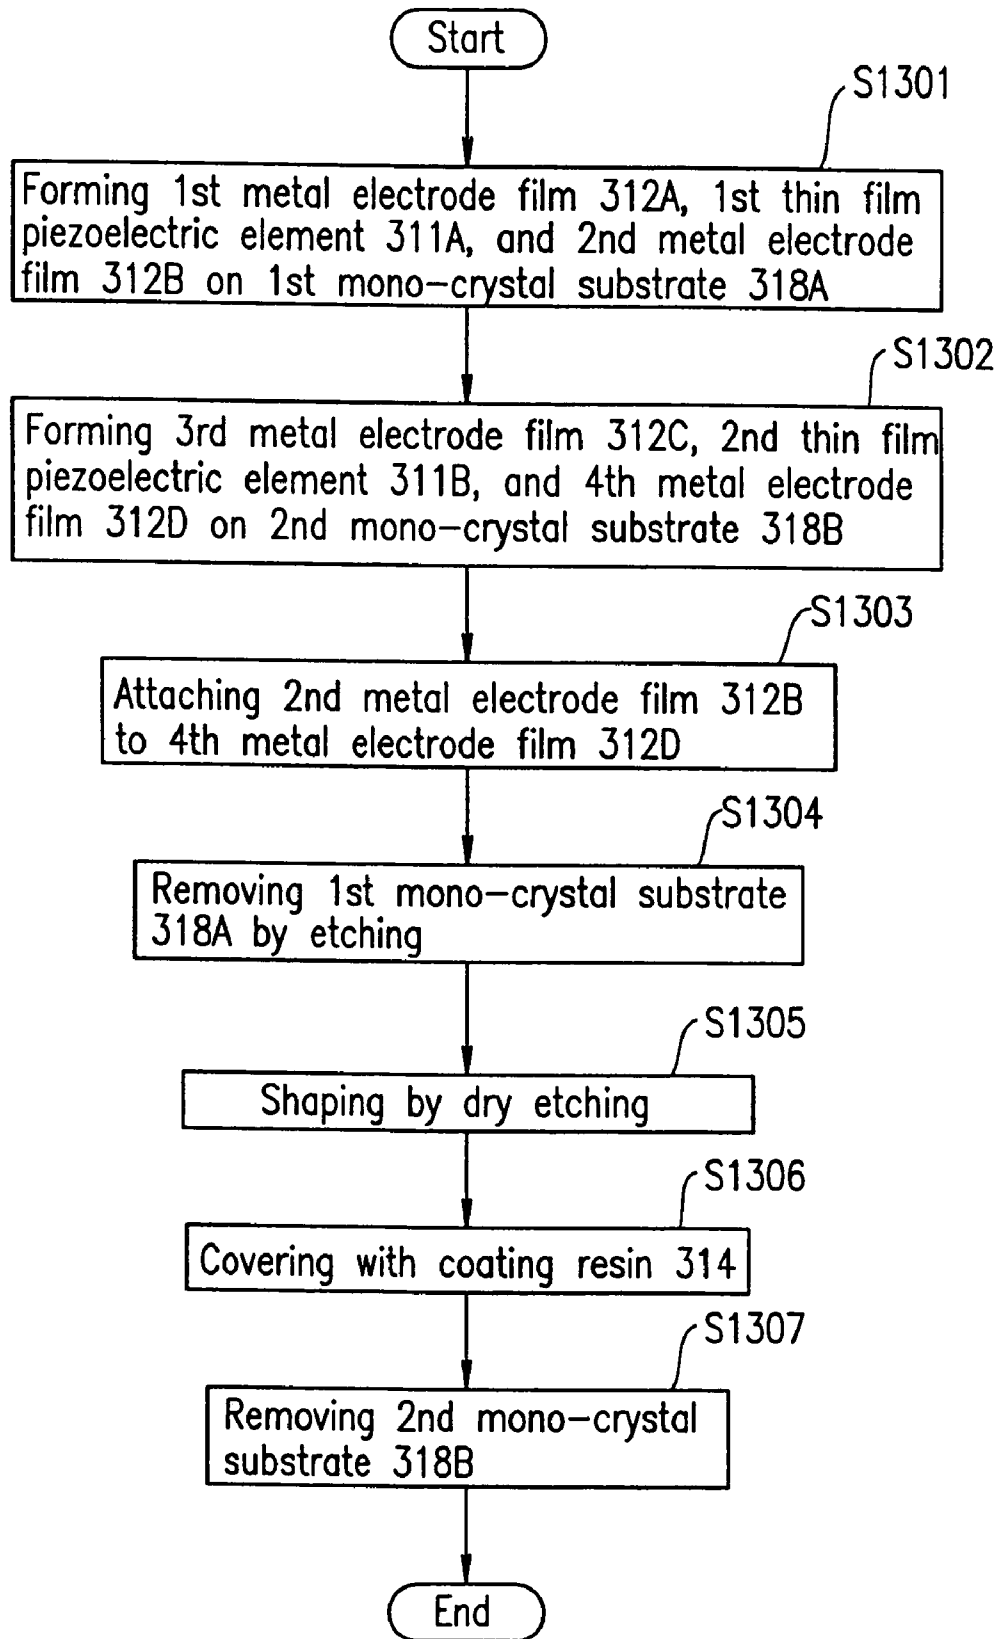 Start
S1301
Forming 1st metal electrode film 312A, 1st thin film
piezoelectric element 311A, and 2nd metal electrode
film 312B on 1st mono-crystal substrate 318A
S1302
Forming 3rd metal electrode film 312C, 2nd thin film
piezoelectric element 311B, and 4th metal electrode
film 312D on 2nd mono-crystal substrate 318B
S1303
Attaching 2nd metal electrode film 312B
to 4th metal electrode film 312D
S1304
Removing 1st mono-crystal substrate
318A by etching
S1305
Shaping by dry etching
S1306
Covering with coating resin 314
S1307
Removing 2nd mono-crystal
substrate 318B
End